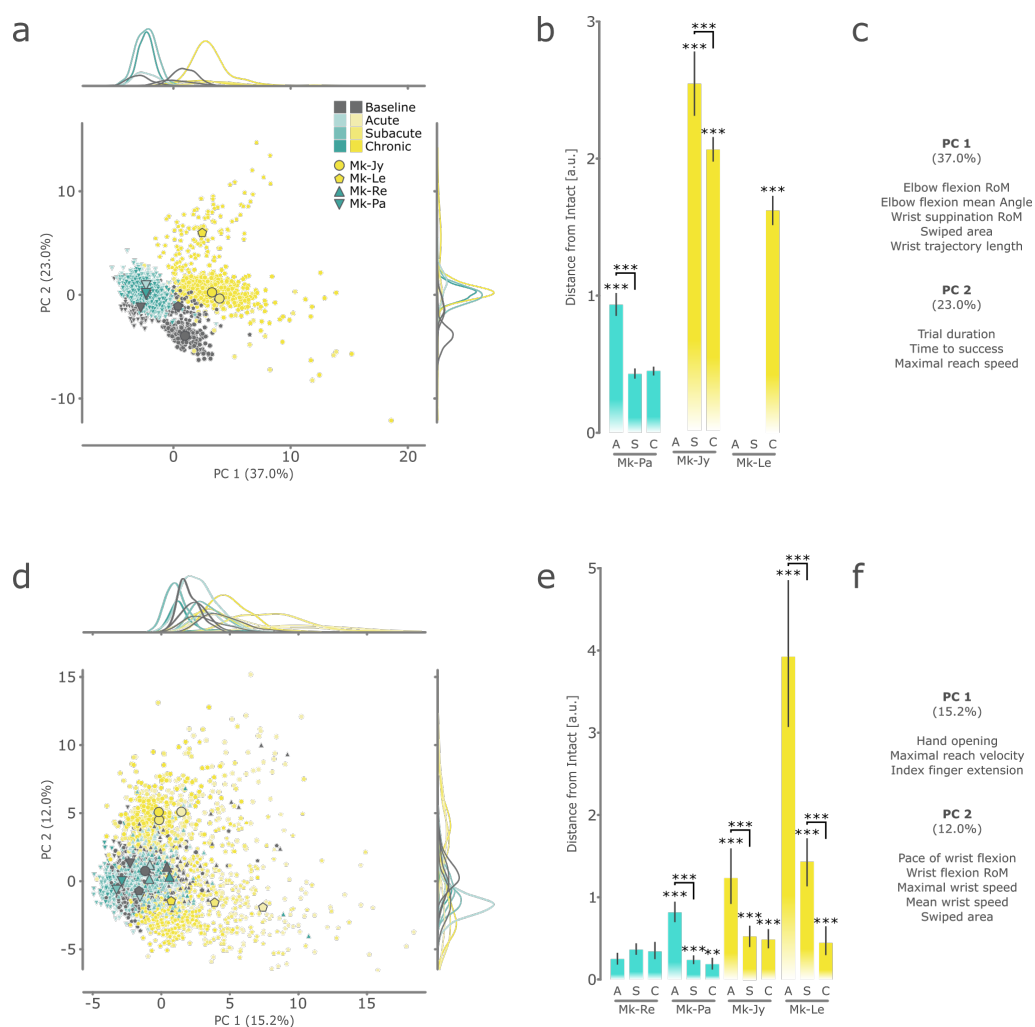 a
Baseline
Acute
Subacute
Chronic
Mk-Jy
Mk-Le
Mk-Re
Mk-Pa
10
0
-10
PC 2 (23.0%)
0
10
20
PC 1 (37.0%)
b
Distance from Intact [a.u.]
3
2
1
0
***
***
***
***
***
***
A S C A S C A S C
Mk-Pa Mk-Jy Mk-Le
c
PC 1
(37.0%)
Elbow flexion RoM
Elbow flexion mean Angle
Wrist suppination RoM
Swiped area
Wrist trajectory length
PC 2
(23.0%)
Trial duration
Time to success
Maximal reach speed
d
15
10
5
0
-5
PC 2 (12.0%)
-5
0
5
10
15
PC 1 (15.2%)
e
Distance from Intact [a.u.]
5
4
3
2
1
0
***
***
***
**
***
***
***
***
***
***
***
***
***
A S C A S C A S C A S C
Mk-Re Mk-Pa Mk-Jy Mk-Le
f
PC 1
(15.2%)
Hand opening
Maximal reach velocity
Index finger extension
PC 2
(12.0%)
Pace of wrist flexion
Wrist flexion RoM
Maximal wrist speed
Mean wrist speed
Swiped area